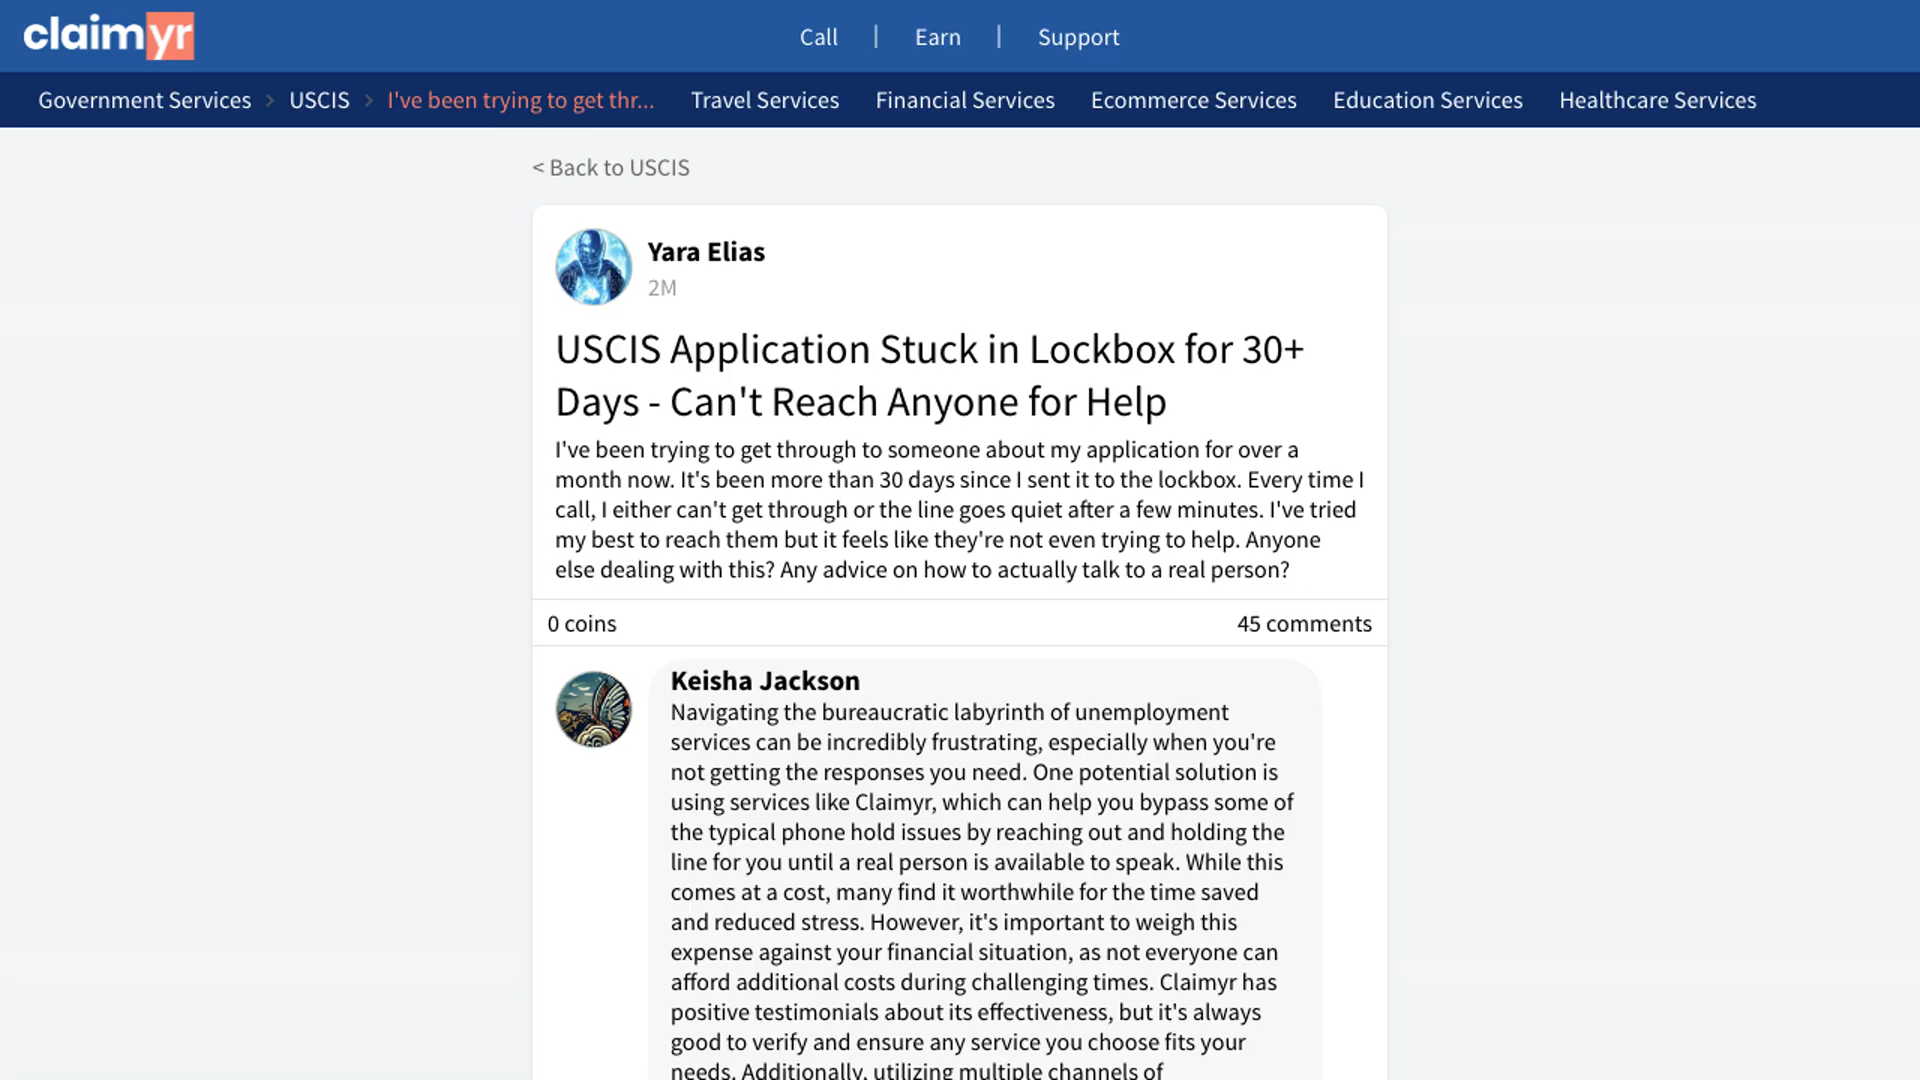 claimyr
Call | Earn | Support
Government Services > USCIS > I've been trying to get thr... Travel Services Financial Services Ecommerce Services Education Services Healthcare Services
< Back to USCIS
Yara Elias
2M
USCIS Application Stuck in Lockbox for 30+
Days - Can't Reach Anyone for Help
I've been trying to get through to someone about my application for over a
month now. It's been more than 30 days since I sent it to the lockbox. Every time I
call, I either can't get through or the line goes quiet after a few minutes. I've tried
my best to reach them but it feels like they're not even trying to help. Anyone
else dealing with this? Any advice on how to actually talk to a real person?
0 coins 45 comments
Keisha Jackson
Navigating the bureaucratic labyrinth of unemployment
services can be incredibly frustrating, especially when you're
not getting the responses you need. One potential solution is
using services like Claimyr, which can help you bypass some of
the typical phone hold issues by reaching out and holding the
line for you until a real person is available to speak. While this
comes at a cost, many find it worthwhile for the time saved
and reduced stress. However, it's important to weigh this
expense against your financial situation, as not everyone can
afford additional costs during challenging times. Claimyr has
positive testimonials about its effectiveness, but it's always
good to verify and ensure any service you choose fits your
needs. Additionally, utilizing multiple channels of